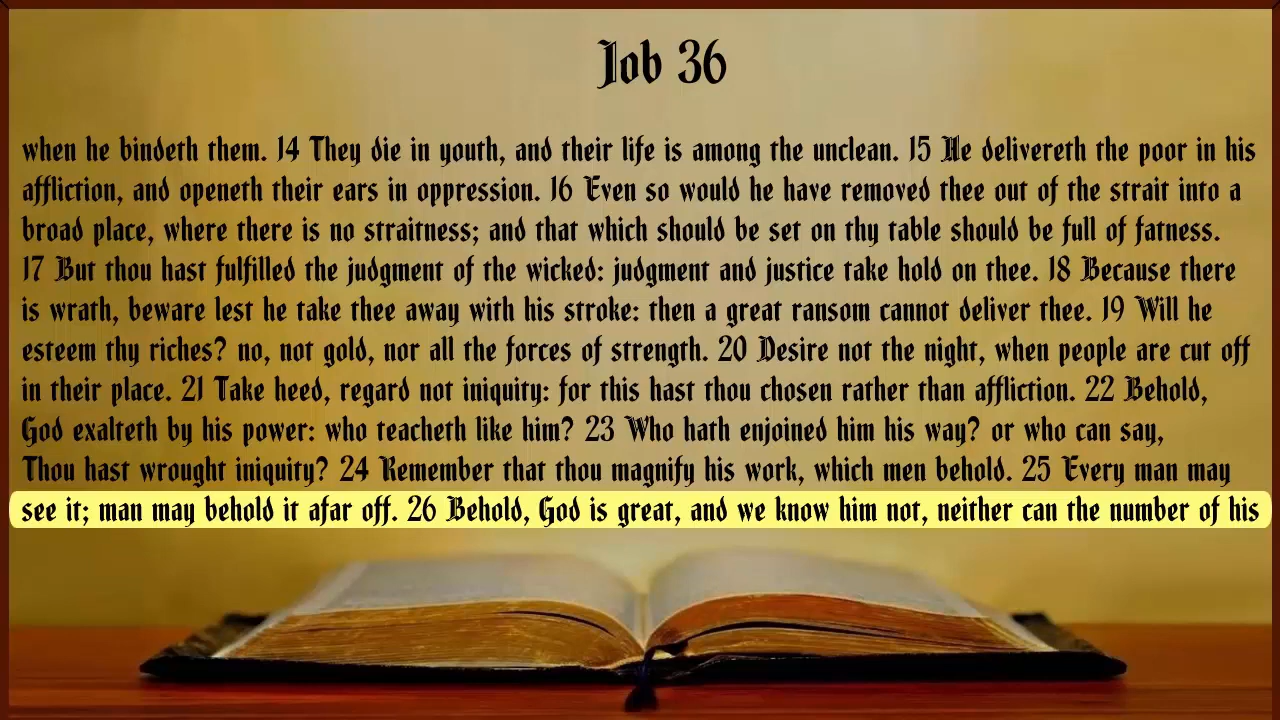 Job 36
when he bindeth them. 14 They die in youth, and their life is among the unclean. 15 He delivereth the poor in his
affliction, and openeth their ears in oppression. 16 Even so would he have removed thee out of the strait into a
broad place, where there is no straitness; and that which should be set on thy table should be full of fatness.
17 But thou hast fulfilled the judgment of the wicked: judgment and justice take hold on thee. 18 Because there
is wrath, beware lest he take thee away with his stroke: then a great ransom cannot deliver thee. 19 Will he
esteem thy riches? no, not gold, nor all the forces of strength. 20 Desire not the night, when people are cut off
in their place. 21 Take heed, regard not iniquity: for this hast thou chosen rather than affliction. 22 Behold,
God exalteth by his power: who teacheth like him? 23 Who hath enjoined him his way? or who can say,
Thou hast wrought iniquity? 24 Remember that thou magnify his work, which men behold. 25 Every man may
see it; man may behold it afar off. 26 Behold, God is great, and we know him not, neither can the number of his